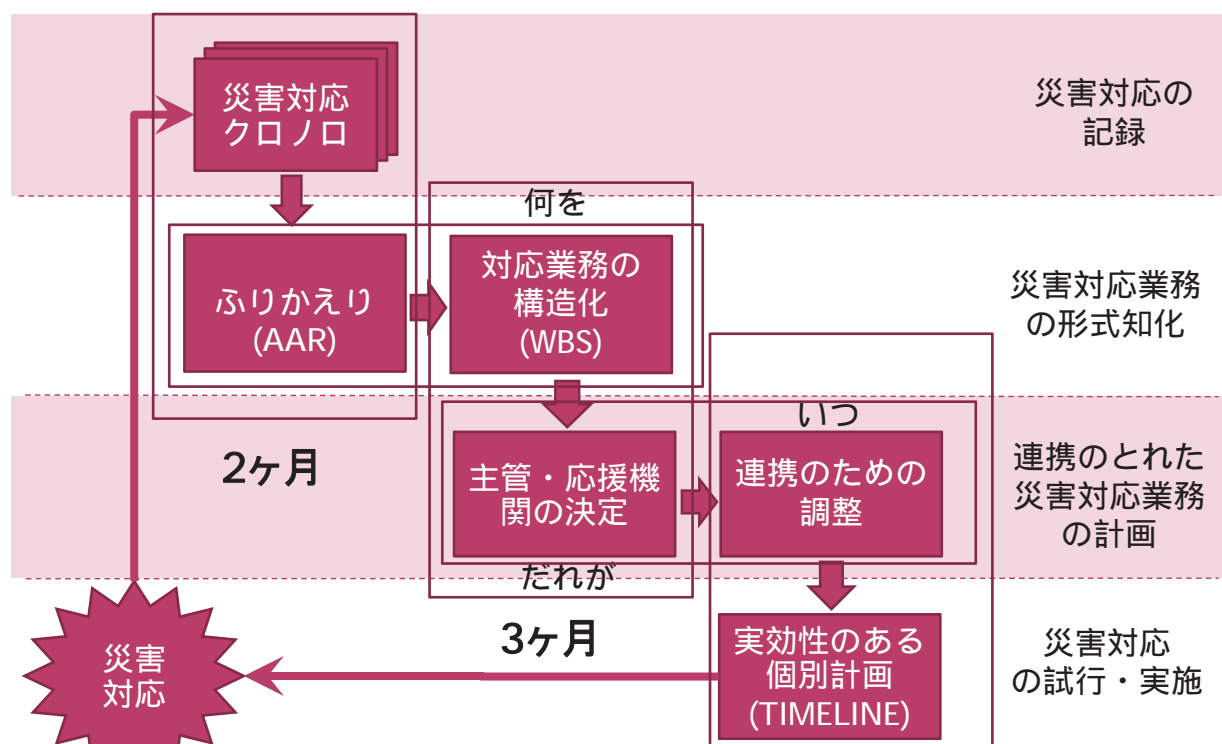 災害対応
クロノロ
災害対応の
記録
何を
ふりかえり
(AAR)
対応業務の
構造化
(WBS)
災害対応業務
の形式知化
いつ
2ヶ月
主管・応援機
関の決定
連携のための
調整
連携のとれた
災害対応業務
の計画
だれが
3ヶ月
災害
対応
実効性のある
個別計画
(TIMELINE)
災害対応
の試行・実施